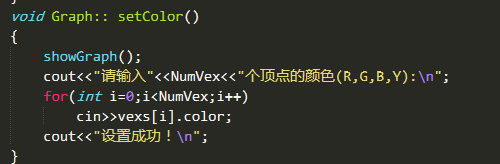 void Graph:: setColor()
{
showGraph();
cout<<"请输入"<<NumVex<<"个顶点的颜色(R,G,B,Y):\n";
for(int i=0;i<NumVex;i++)
cin>>vexs[i].color;
cout<<"设置成功！\n";
}